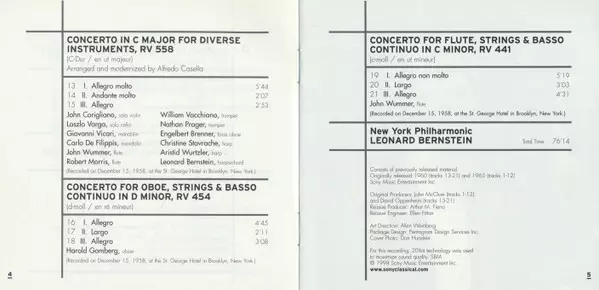 CONCERTO IN C MAJOR FOR DIVERSE
INSTRUMENTS, RV 558
(C-Dur / en ut majeur)
Arranged and modernized by Alfredo Casella
13 I. Allegro molto 5'44
14 II. Andante molto 2'07
15 III. Allegro 2'53
John Corigliano, solo violin William Vacchiano, trumpet
Laszlo Varga, solo cello Nathan Prager, trumpet
Giovanni Vicari, mandolin Engelbert Brenner, bass oboe
Carlo De Filippis, mandolin Christine Stavrache, harp
John Wummer, flute Aristid Wurtzler, harp
Robert Morris, flute Leonard Bernstein, harpsichord
(Recorded on December 15, 1958, at the St. George Hotel in Brooklyn, New York.)
CONCERTO FOR OBOE, STRINGS & BASSO
CONTINUO IN D MINOR, RV 454
(d-moll / en ré mineur)
16 I. Allegro 4'45
17 II. Largo 2'11
18 III. Allegro 3'08
Harold Gomberg, oboe
(Recorded on December 15, 1958, at the St. George Hotel in Brooklyn, New York.)
4
CONCERTO FOR FLUTE, STRINGS & BASSO
CONTINUO IN C MINOR, RV 441
(c-moll / en ut mineur)
19 I. Allegro non molto 5'19
20 II. Largo 3'03
21 III. Allegro 4'31
John Wummer, flute
(Recorded on December 15, 1958, at the St. George Hotel in Brooklyn, New York.)
New York Philharmonic
LEONARD BERNSTEIN Total Time 76'14
Consists of previously released material.
Originally released 1960 (tracks 13-21) and 1963 (tracks 1-12)
Sony Music Entertainment Inc.
Original Producers: John McClure (tracks 1-12)
and David Oppenheim (tracks 13-21)
Reissue Producer: Arthur M. Fierro
Reissue Engineer: Ellen Fitton
Art Direction: Allen Weinberg
Package Design: Pentagram Design Services Inc.
Cover Photo: Don Hunstein
For this recording, 20-bit technology was used
to maximize sound quality. SBM
© 1998 Sony Music Entertainment Inc.
www.sonyclassical.com
5